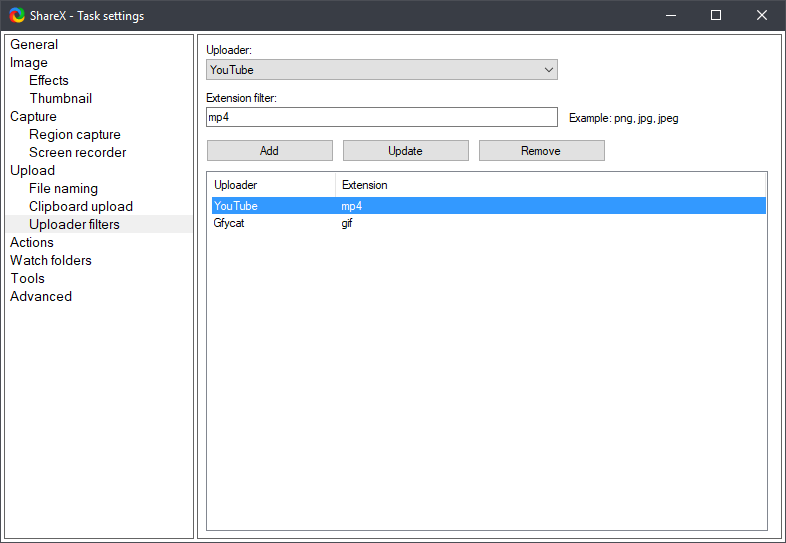 ShareX - Task settings
General
Image
Effects
Thumbnail
Capture
Region capture
Screen recorder
Upload
File naming
Clipboard upload
Uploader filters
Actions
Watch folders
Tools
Advanced
Uploader:
YouTube
Extension filter:
mp4 Example: png, jpg, jpeg
Add Update Remove
Uploader Extension
YouTube mp4
Gfycat gif